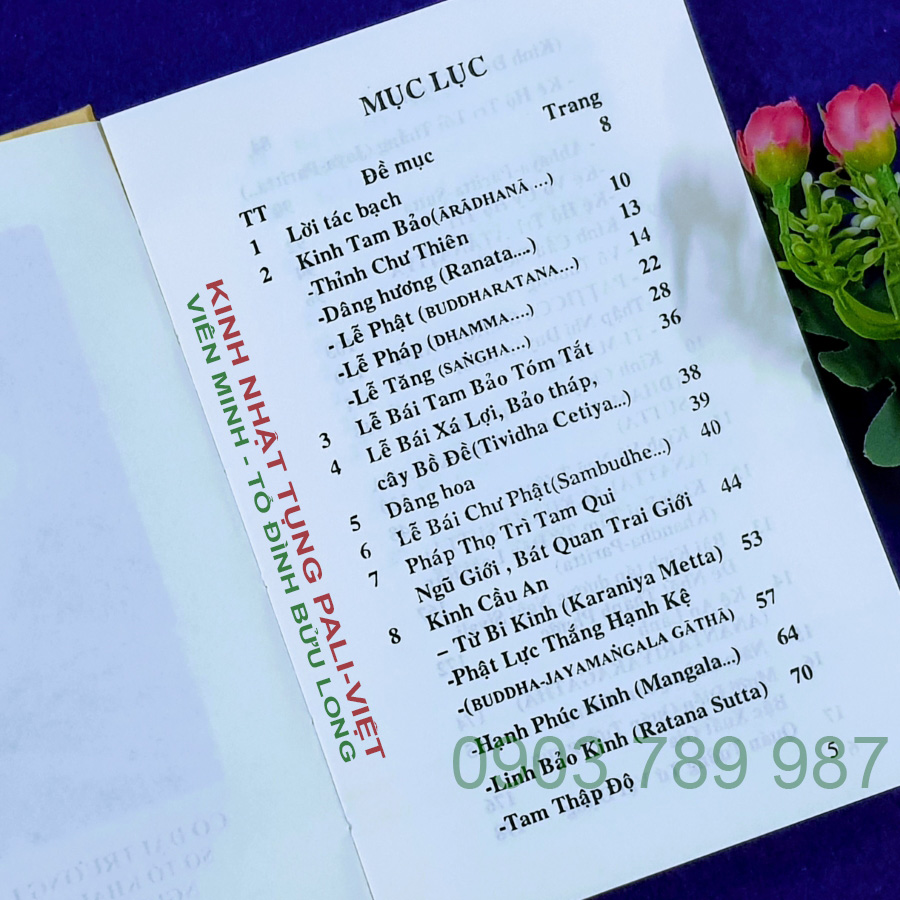 MỤC LỤC
TT Đề mục Trang
1 Lời tác bạch 8
2 Kinh Tam Bảo(ĀRĀDHANĀ ...)
-Thỉnh Chư Thiên 10
-Dâng hương (Ranata....) 13
- Lễ Phật (BUDDHARATANA...) 14
-Lễ Pháp (DHAMMA....) 22
-Lễ Tăng (SAṄGHA...) 28
3 Lễ Bái Tam Bảo Tóm Tắt 36
4 Lễ Bái Xá Lợi, Bảo tháp,
cây Bồ Đề(Tividha Cetiya...) 38
5 Dâng hoa 39
6 Lễ Bái Chư Phật(Sambudhe...) 40
7 Pháp Thọ Trì Tam Qui
Ngũ Giới , Bát Quan Trai Giới 44
8 Kinh Cầu An
– Từ Bi Kinh (Karaniya Metta) 53
-Phật Lực Thắng Hạnh Kệ
-(BUDDHA-JAYAMAṄGALA GĀTHĀ) 57
-Hạnh Phúc Kinh (Mangala...) 64
-Linh Bảo Kinh (Ratana Sutta) 70
-Tam Thập Độ 5
KINH NHẬT TỤNG PALI-VIỆT
VIÊN MINH - TỔ ĐÌNH BỬU LONG
0903 789 987